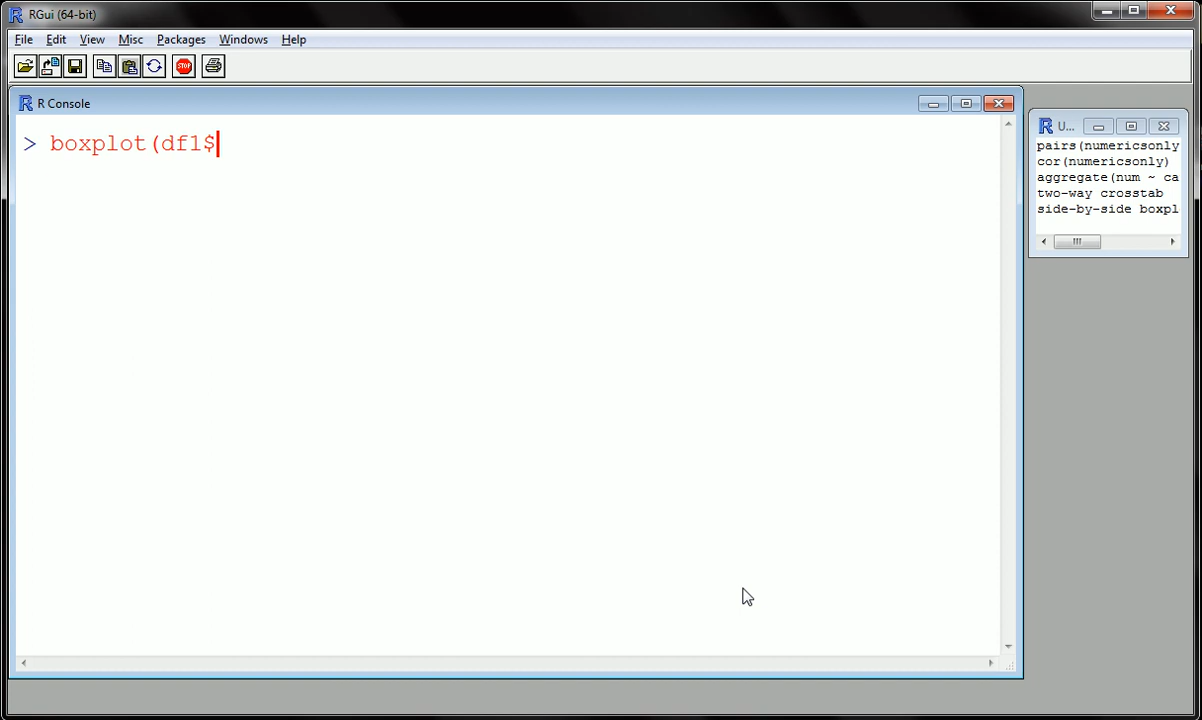 RGui (64-bit)
File Edit View Misc Packages Windows Help
STOP
R Console
> boxplot(df1$
U...
pairs(numericsonly
cor(numericsonly)
aggregate(num ~ ca
two-way crosstab
side-by-side boxpl